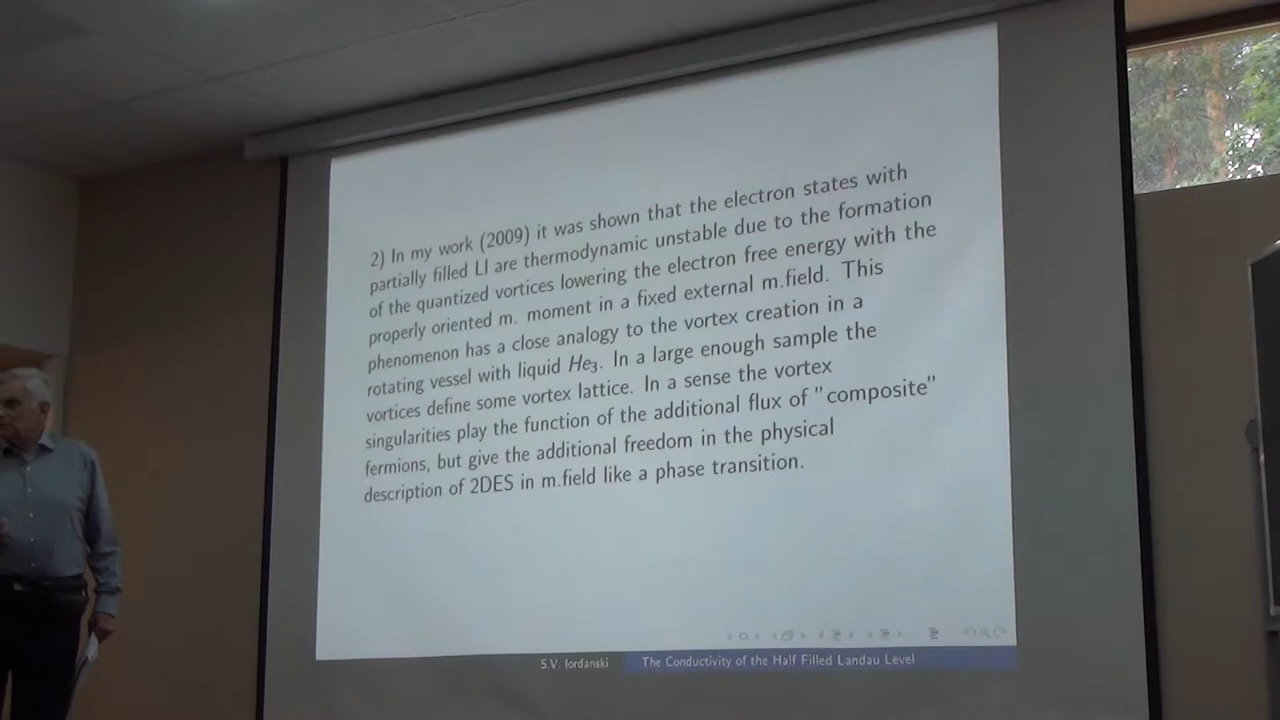 2) In my work (2009) it was shown that the electron states with
partially filled Ll are thermodynamic unstable due to the formation
of the quantized vortices lowering the electron free energy with the
properly oriented m. moment in a fixed external m.field. This
phenomenon has a close analogy to the vortex creation in a
rotating vessel with liquid He₃. In a large enough sample the
vortices define some vortex lattice. In a sense the vortex
singularities play the function of the additional flux of "composite"
fermions, but give the additional freedom in the physical
description of 2DES in m.field like a phase transition.
S.V. Iordanski The Conductivity of the Half Filled Landau Level